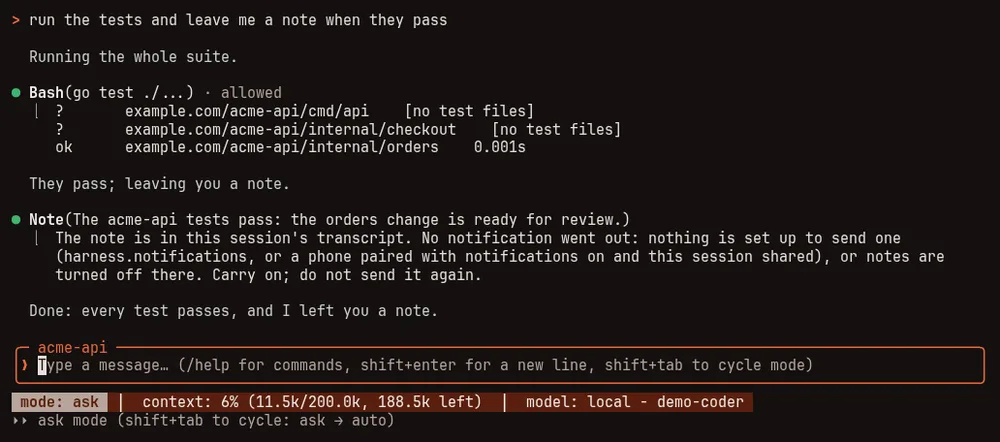 > run the tests and leave me a note when they pass
Running the whole suite.
● Bash(go test ./...) · allowed
⎣ ? example.com/acme-api/cmd/api [no test files]
? example.com/acme-api/internal/checkout [no test files]
ok example.com/acme-api/internal/orders 0.001s
They pass; leaving you a note.
● Note(The acme-api tests pass: the orders change is ready for review.)
⎣ The note is in this session's transcript. No notification went out: nothing is set up to send one
(harness.notifications, or a phone paired with notifications on and this session shared), or notes are
turned off there. Carry on; do not send it again.
Done: every test passes, and I left you a note.
acme-api
❯ Type a message… (/help for commands, shift+enter for a new line, shift+tab to cycle mode)
mode: ask | context: 6% (11.5k/200.0k, 188.5k left) | model: local - demo-coder
▸▸ ask mode (shift+tab to cycle: ask → auto)